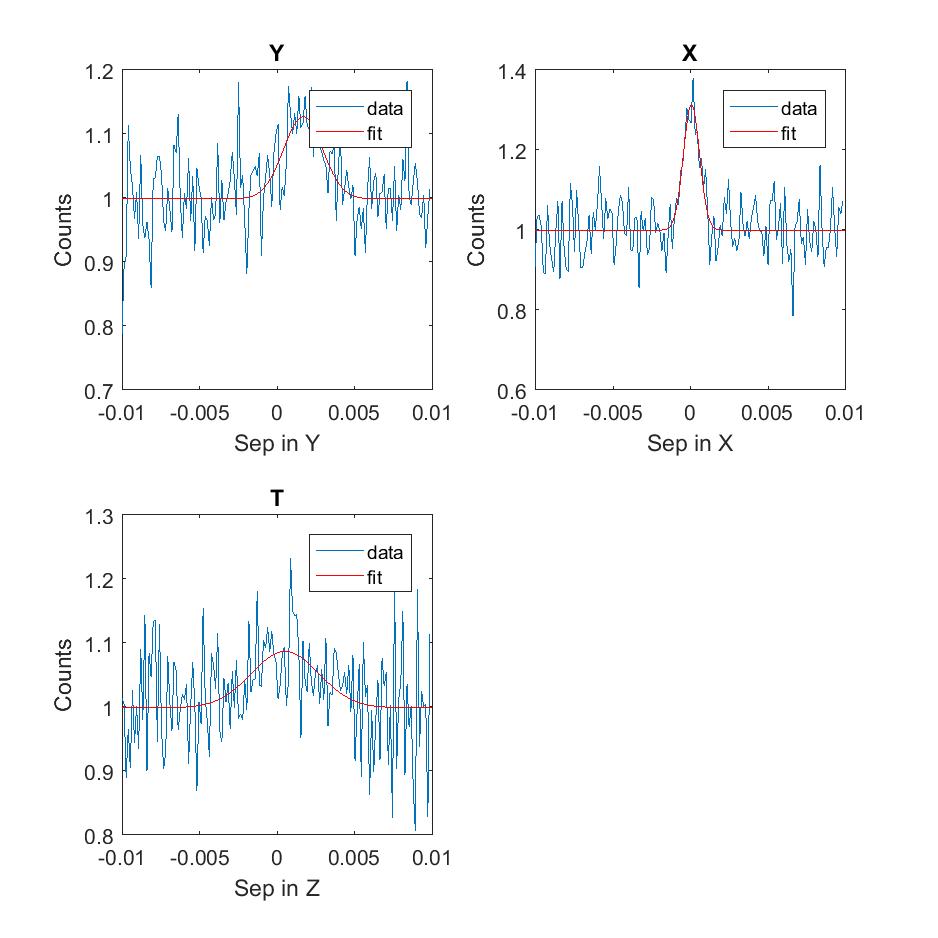 Y
1.2
1.1
1
0.9
0.8
0.7
Counts
data
fit
-0.01 -0.005 0 0.005 0.01
Sep in Y
X
1.4
1.2
1
0.8
0.6
Counts
data
fit
-0.01 -0.005 0 0.005 0.01
Sep in X
T
1.3
1.2
1.1
1
0.9
0.8
Counts
data
fit
-0.01 -0.005 0 0.005 0.01
Sep in Z